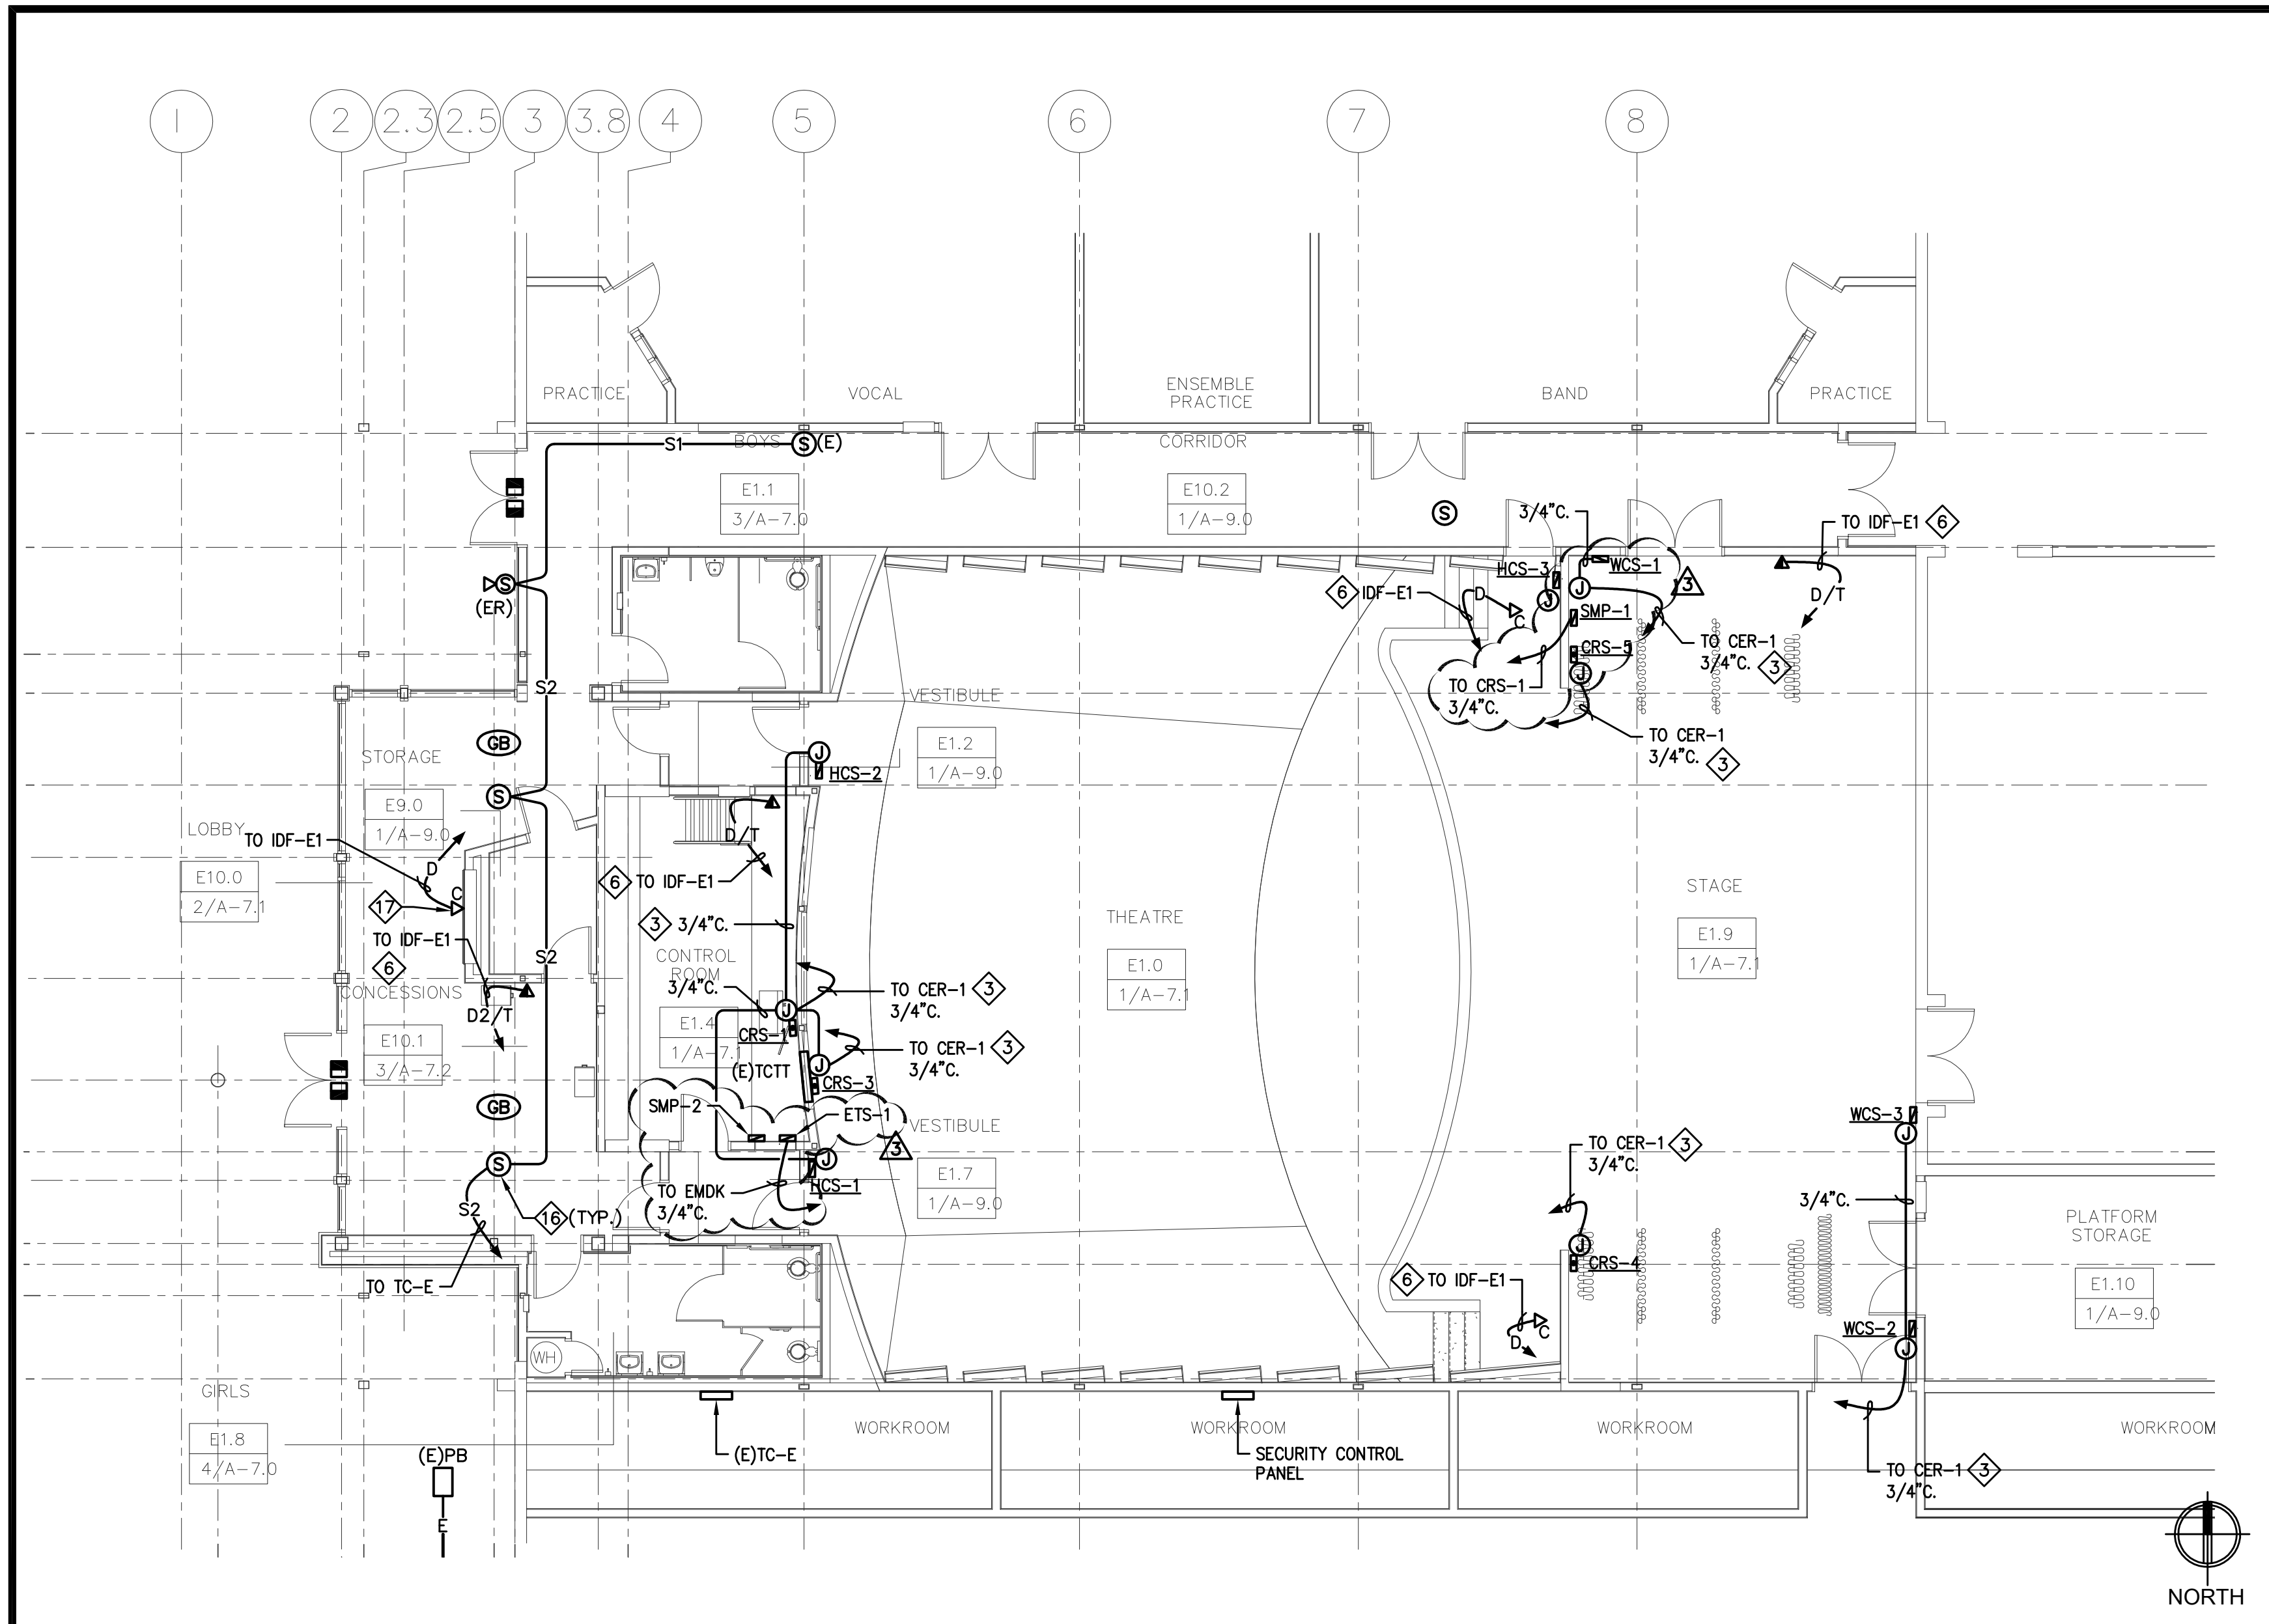 1
2
2.3
2.5
3
3.8
4
5
6
7
8
PRACTICE
VOCAL
ENSEMBLE
PRACTICE
BAND
PRACTICE
S1
BOYS
S
(E)
CORRIDOR
E1.1
3/A-7.0
E10.2
1/A-9.0
S
3/4"C.
TO IDF-E1
6
HCS-3
WCS-1
3
6
IDF-E1
D
C
J
J
SMP-1
D/T
S
(ER)
CRS-5
TO CER-1
3/4"C.
3
J
TO CRS-1
3/4"C.
S2
VESTIBULE
TO CER-1
3/4"C.
3
GB
STORAGE
J
HCS-2
E1.2
1/A-9.0
S
E9.0
1/A-9.0
LOBBY
TO IDF-E1
D
D/T
E10.0
2/A-7.1
C
17
6
TO IDF-E1
STAGE
THEATRE
3
3/4"C.
E1.9
1/A-7.1
TO IDF-E1
6
S2
CONTROL
ROOM
3/4"C.
E1.0
1/A-7.1
CONCESSIONS
TO CER-1
3/4"C.
3
D2/T
J
E1.4
1/A-7.1
CRS-1
E10.1
3/A-7.2
TO CER-1
3/4"C.
3
(E)TCTT
J
CRS-3
GB
SMP-2
ETS-1
VESTIBULE
3
WCS-3
J
TO CER-1
3/4"C.
3
S
J
HCS-1
E1.7
1/A-9.0
TO EMDK
3/4"C.
S2
16
(TYP.)
3/4"C.
PLATFORM
STORAGE
J
CRS-4
TO TC-E
6
TO IDF-E1
E1.10
1/A-9.0
D
C
WCS-2
J
WH
GIRLS
E1.8
4/A-7.0
WORKROOM
WORKROOM
WORKROOM
WORKROOM
(E)PB
(E)TC-E
SECURITY CONTROL
PANEL
TO CER-1
3/4"C.
3
E
NORTH